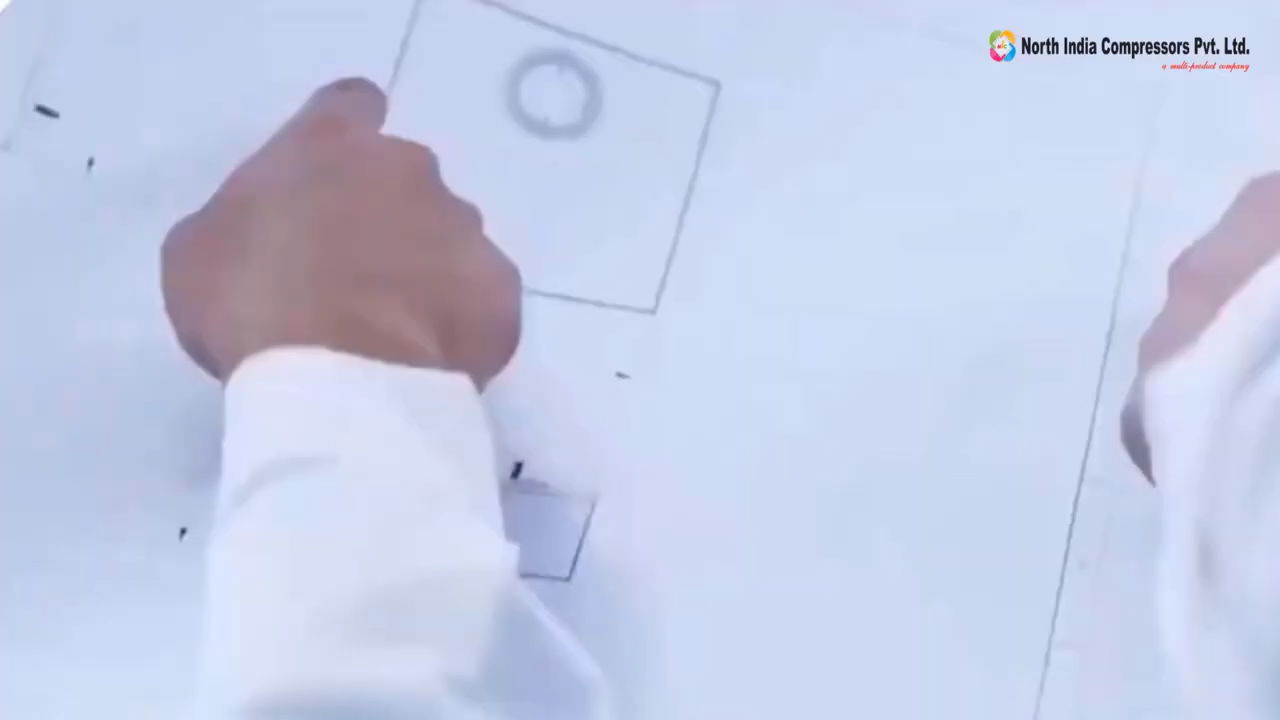 North India Compressors Pvt. Ltd.
a multi-product company